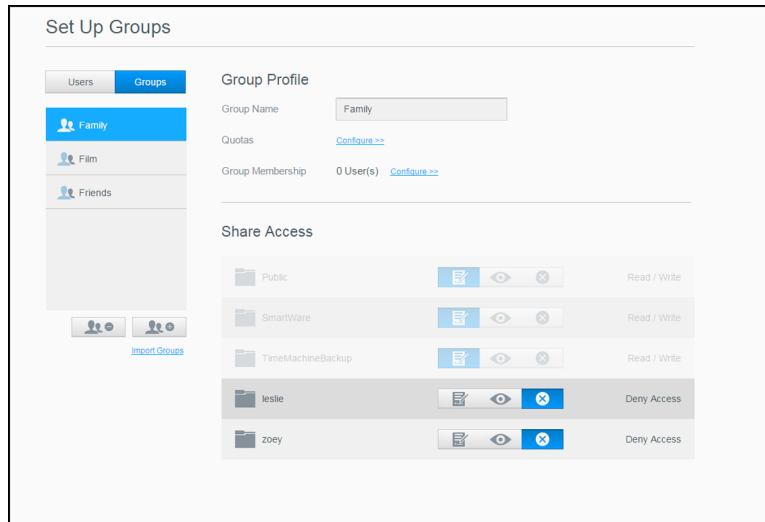 Set Up Groups
Users Groups
Family
Film
Friends
Import Groups
Group Profile
Group Name Family
Quotas Configure >>
Group Membership 0 User(s) Configure >>
Share Access
Public Read / Write
SmartWare Read / Write
TimeMachineBackup Read / Write
leslie Deny Access
zoey Deny Access